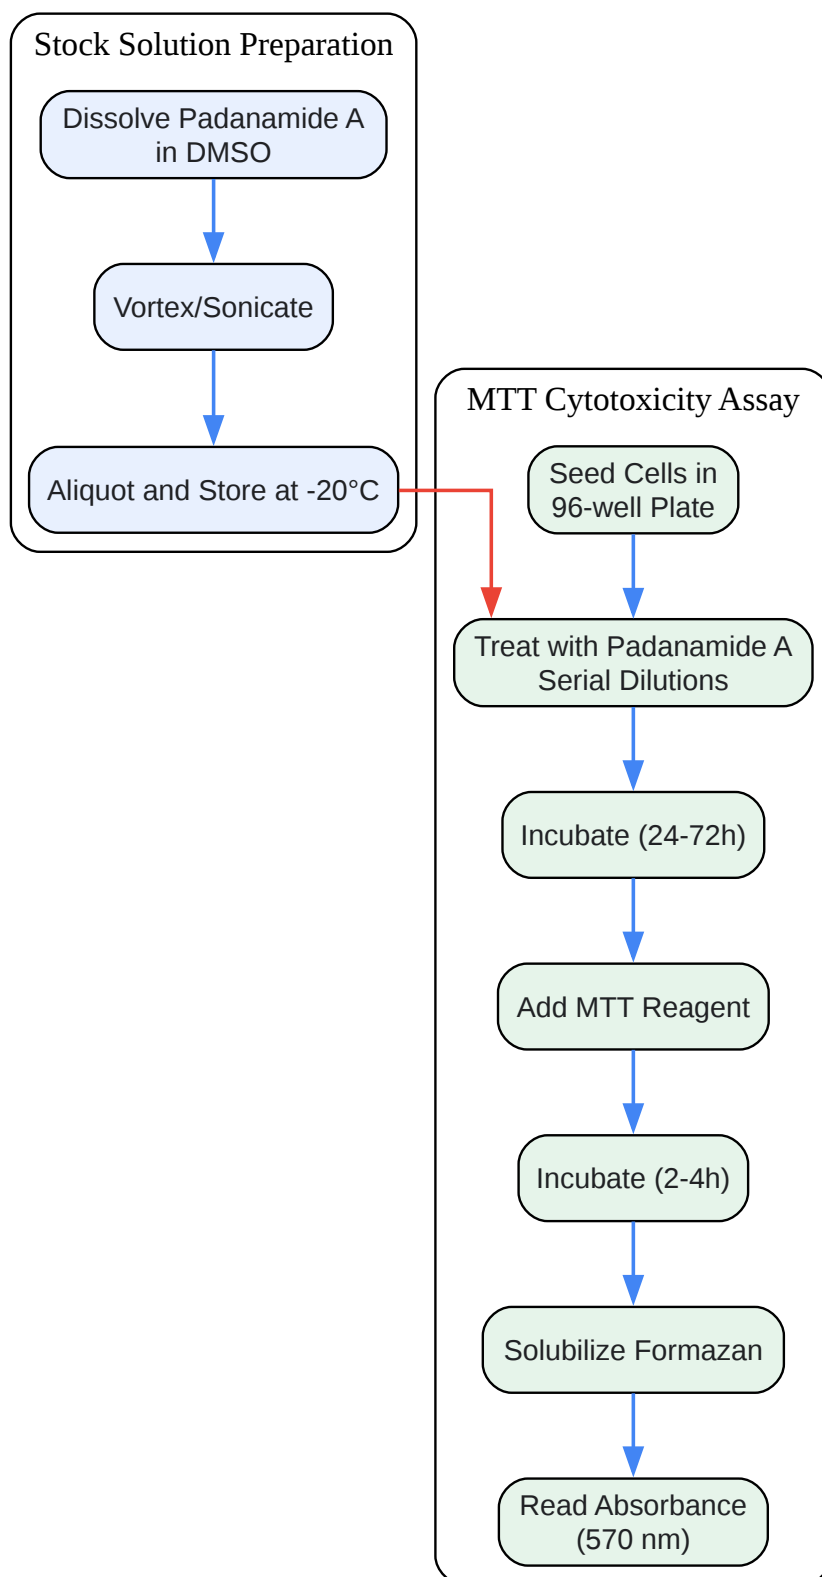 Stock Solution Preparation
Dissolve Padanamide A
in DMSO
Vortex/Sonicate
Aliquot and Store at -20°C
MTT Cytotoxicity Assay
Seed Cells in
96-well Plate
Treat with Padanamide A
Serial Dilutions
Incubate (24-72h)
Add MTT Reagent
Incubate (2-4h)
Solubilize Formazan
Read Absorbance
(570 nm)